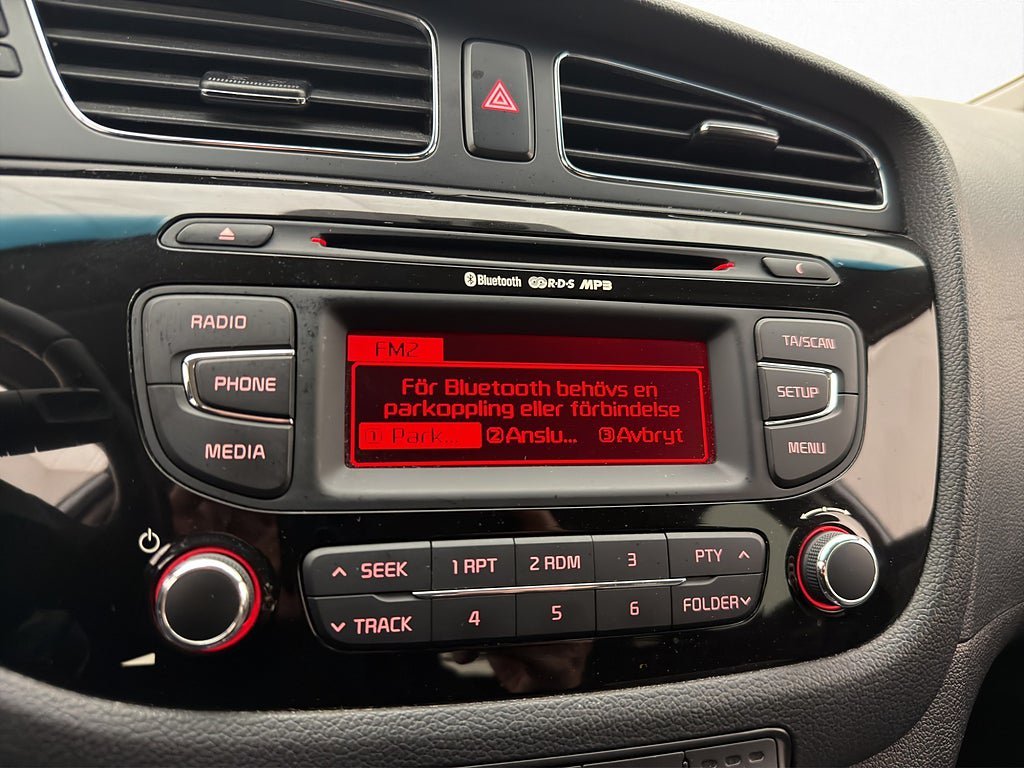 Bluetooth R·D·S MP3
RADIO
PHONE
MEDIA
FM2
För Bluetooth behövs en
parkoppling eller förbindelse
① Park... ②Anslu... ③Avbryt
TA/SCAN
SETUP
MENU
∧ SEEK 1 RPT 2 RDM 3 PTY ∧
∨ TRACK 4 5 6 FOLDER∨